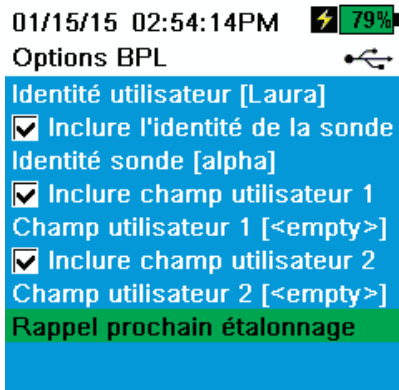 01/15/15 02:54:14PM 79%
Options BPL
Identité utilisateur [Laura]
Inclure l'identité de la sonde
Identité sonde [alpha]
Inclure champ utilisateur 1
Champ utilisateur 1 [<empty>]
Inclure champ utilisateur 2
Champ utilisateur 2 [<empty>]
Rappel prochain étalonnage